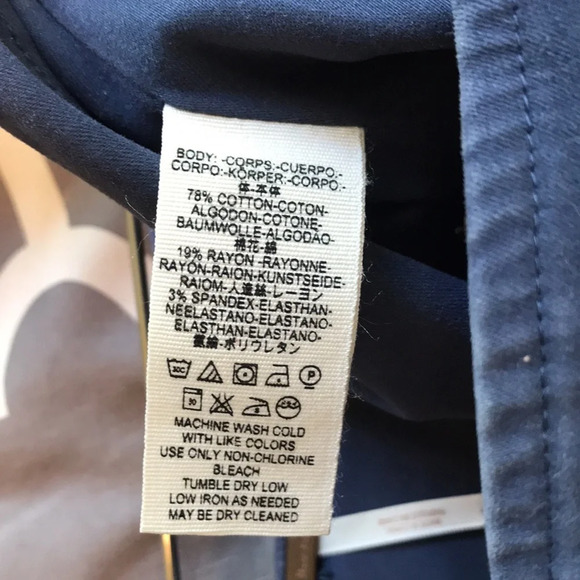 BODY: -CORPS-CUERPO-
CORPO-KÖRPER-CORPO-
体-本体
78% COTTON-COTON-
ALGODON-COTONE-
BAUMWOLLE-ALGODÃO-
棉花-綿
19% RAYON-RAYONNE-
RAYON-RAION-KUNSTSEIDE-
RAIOM-人造絲-レーヨン
3% SPANDEX-ELASTHAN-
NEELASTANO-ELASTANO-
ELASTHAN-ELASTANO-
氨綸-ポリウレタン
30C P
30
MACHINE WASH COLD
WITH LIKE COLORS
USE ONLY NON-CHLORINE
BLEACH
TUMBLE DRY LOW
LOW IRON AS NEEDED
MAY BE DRY CLEANED